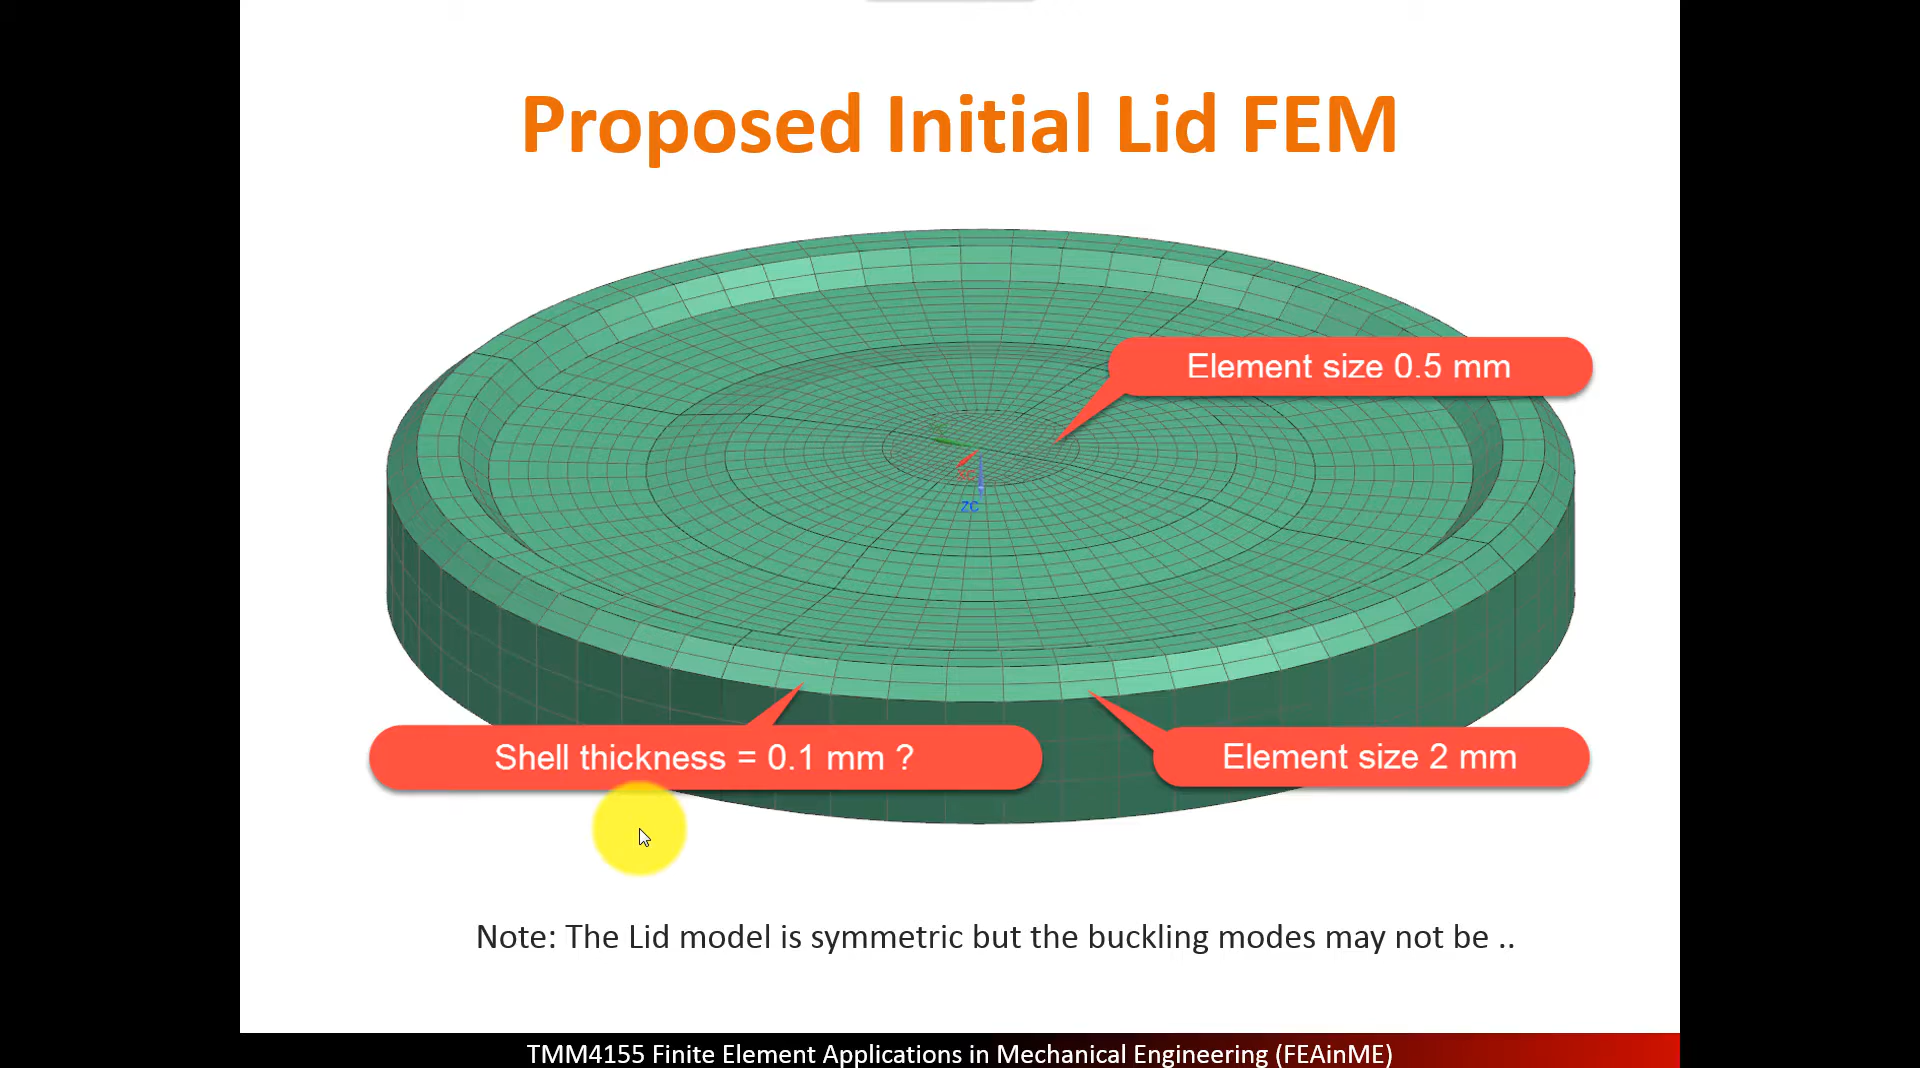 Proposed Initial Lid FEM
Element size 0.5 mm
ZC
Shell thickness = 0.1 mm ?
Element size 2 mm
Note: The Lid model is symmetric but the buckling modes may not be ..
TMM4155 Finite Element Applications in Mechanical Engineering (FEAinME)